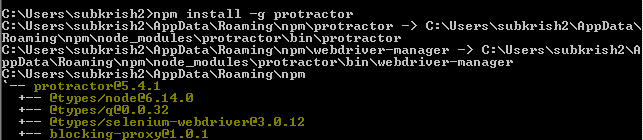 C:\Users\subkrish2>npm install -g protractor
C:\Users\subkrish2\AppData\Roaming\npm\protractor -> C:\Users\subkrish2\AppData\
Roaming\npm\node_modules\protractor\bin\protractor
C:\Users\subkrish2\AppData\Roaming\npm\webdriver-manager -> C:\Users\subkrish2\A
ppData\Roaming\npm\node_modules\protractor\bin\webdriver-manager
C:\Users\subkrish2\AppData\Roaming\npm
`-- protractor@5.4.1
  +-- @types/node@6.14.0
  +-- @types/q@0.0.32
  +-- @types/selenium-webdriver@3.0.12
  +-- blocking-proxy@1.0.1